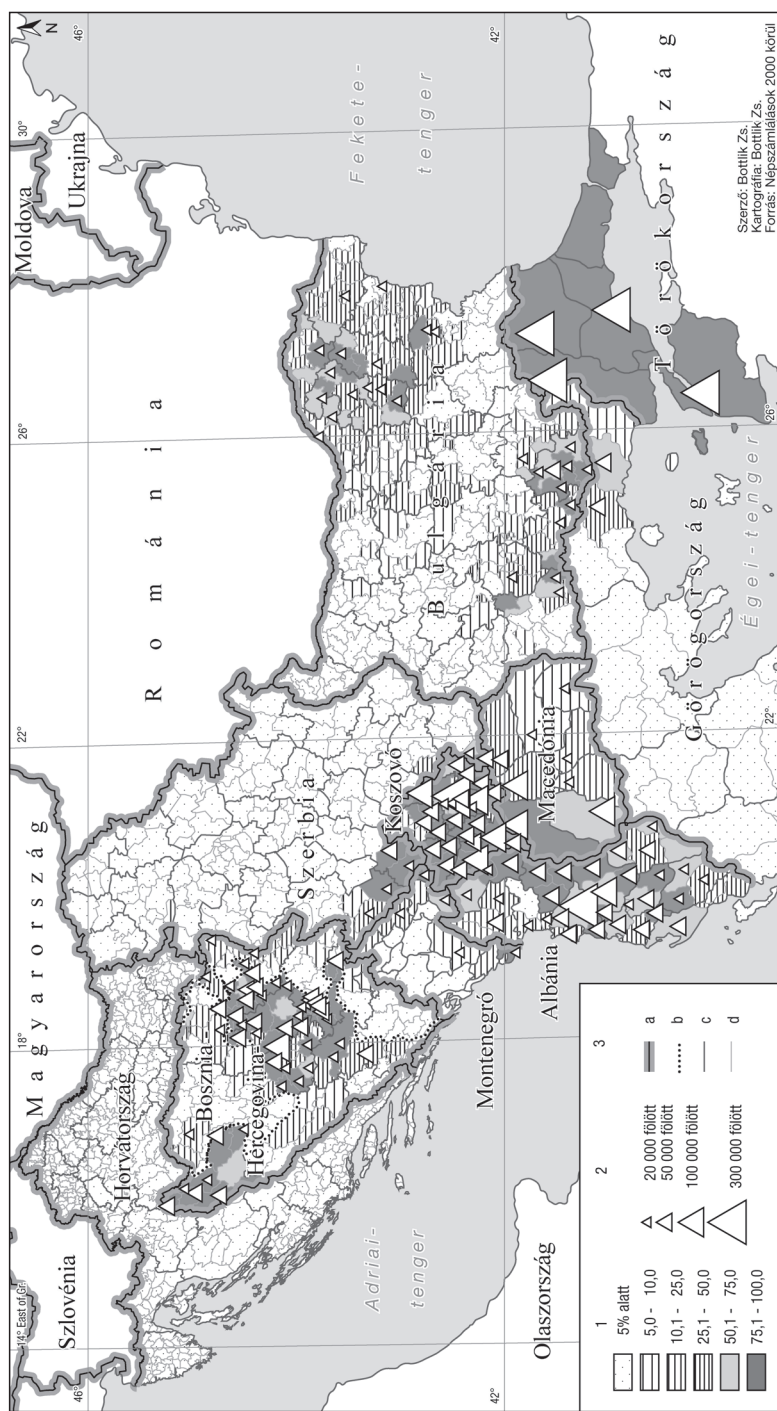 Magyarország
Szlovénia
Horvátország
Bosznia-
Hercegovina
Románia
Moldova
Ukrajna
Szerbia
Koszovó
Montenegró
Macedónia
Albánia
Bulgária
Görögország
Törökország
Olaszország
Adriai-
tenger
Fekete-
tenger
Égei-tenger
14° East of Gr.
18°
22°
26°
30°
46°
46°
42°
42°
22°
26°
N
1
5% alatt
5,0 - 10,0
10,1 - 25,0
25,1 - 50,0
50,1 - 75,0
75,1 - 100,0
2
20 000 fölött
50 000 fölött
100 000 fölött
300 000 fölött
3
a
b
c
d
Szerző: Bottlik Zs.
Kartográfia: Bottlik Zs.
Forrás: Népszámlálások 2000 körül